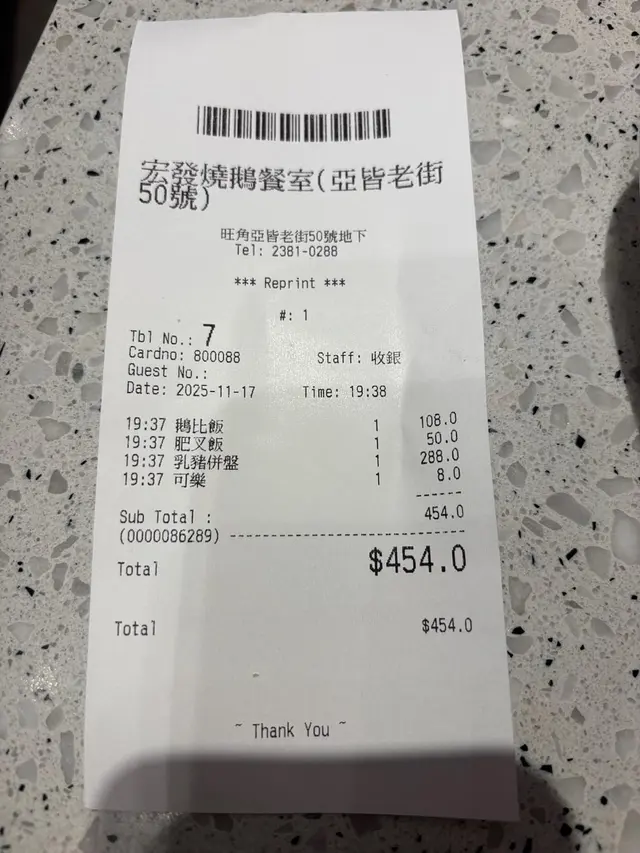 宏發燒鵝餐室(亞皆老街
50號)
旺角亞皆老街50號地下
Tel: 2381-0288
*** Reprint ***
#: 1
Tbl No.: 7
Cardno: 800088 Staff: 收銀
Guest No.:
Date: 2025-11-17 Time: 19:38
19:37 鵝比飯 1 108.0
19:37 肥叉飯 1 50.0
19:37 乳豬併盤 1 288.0
19:37 可樂 1 8.0
------
Sub Total : 454.0
(0000086289) ---------------------------
Total $454.0
Total $454.0
~ Thank You ~